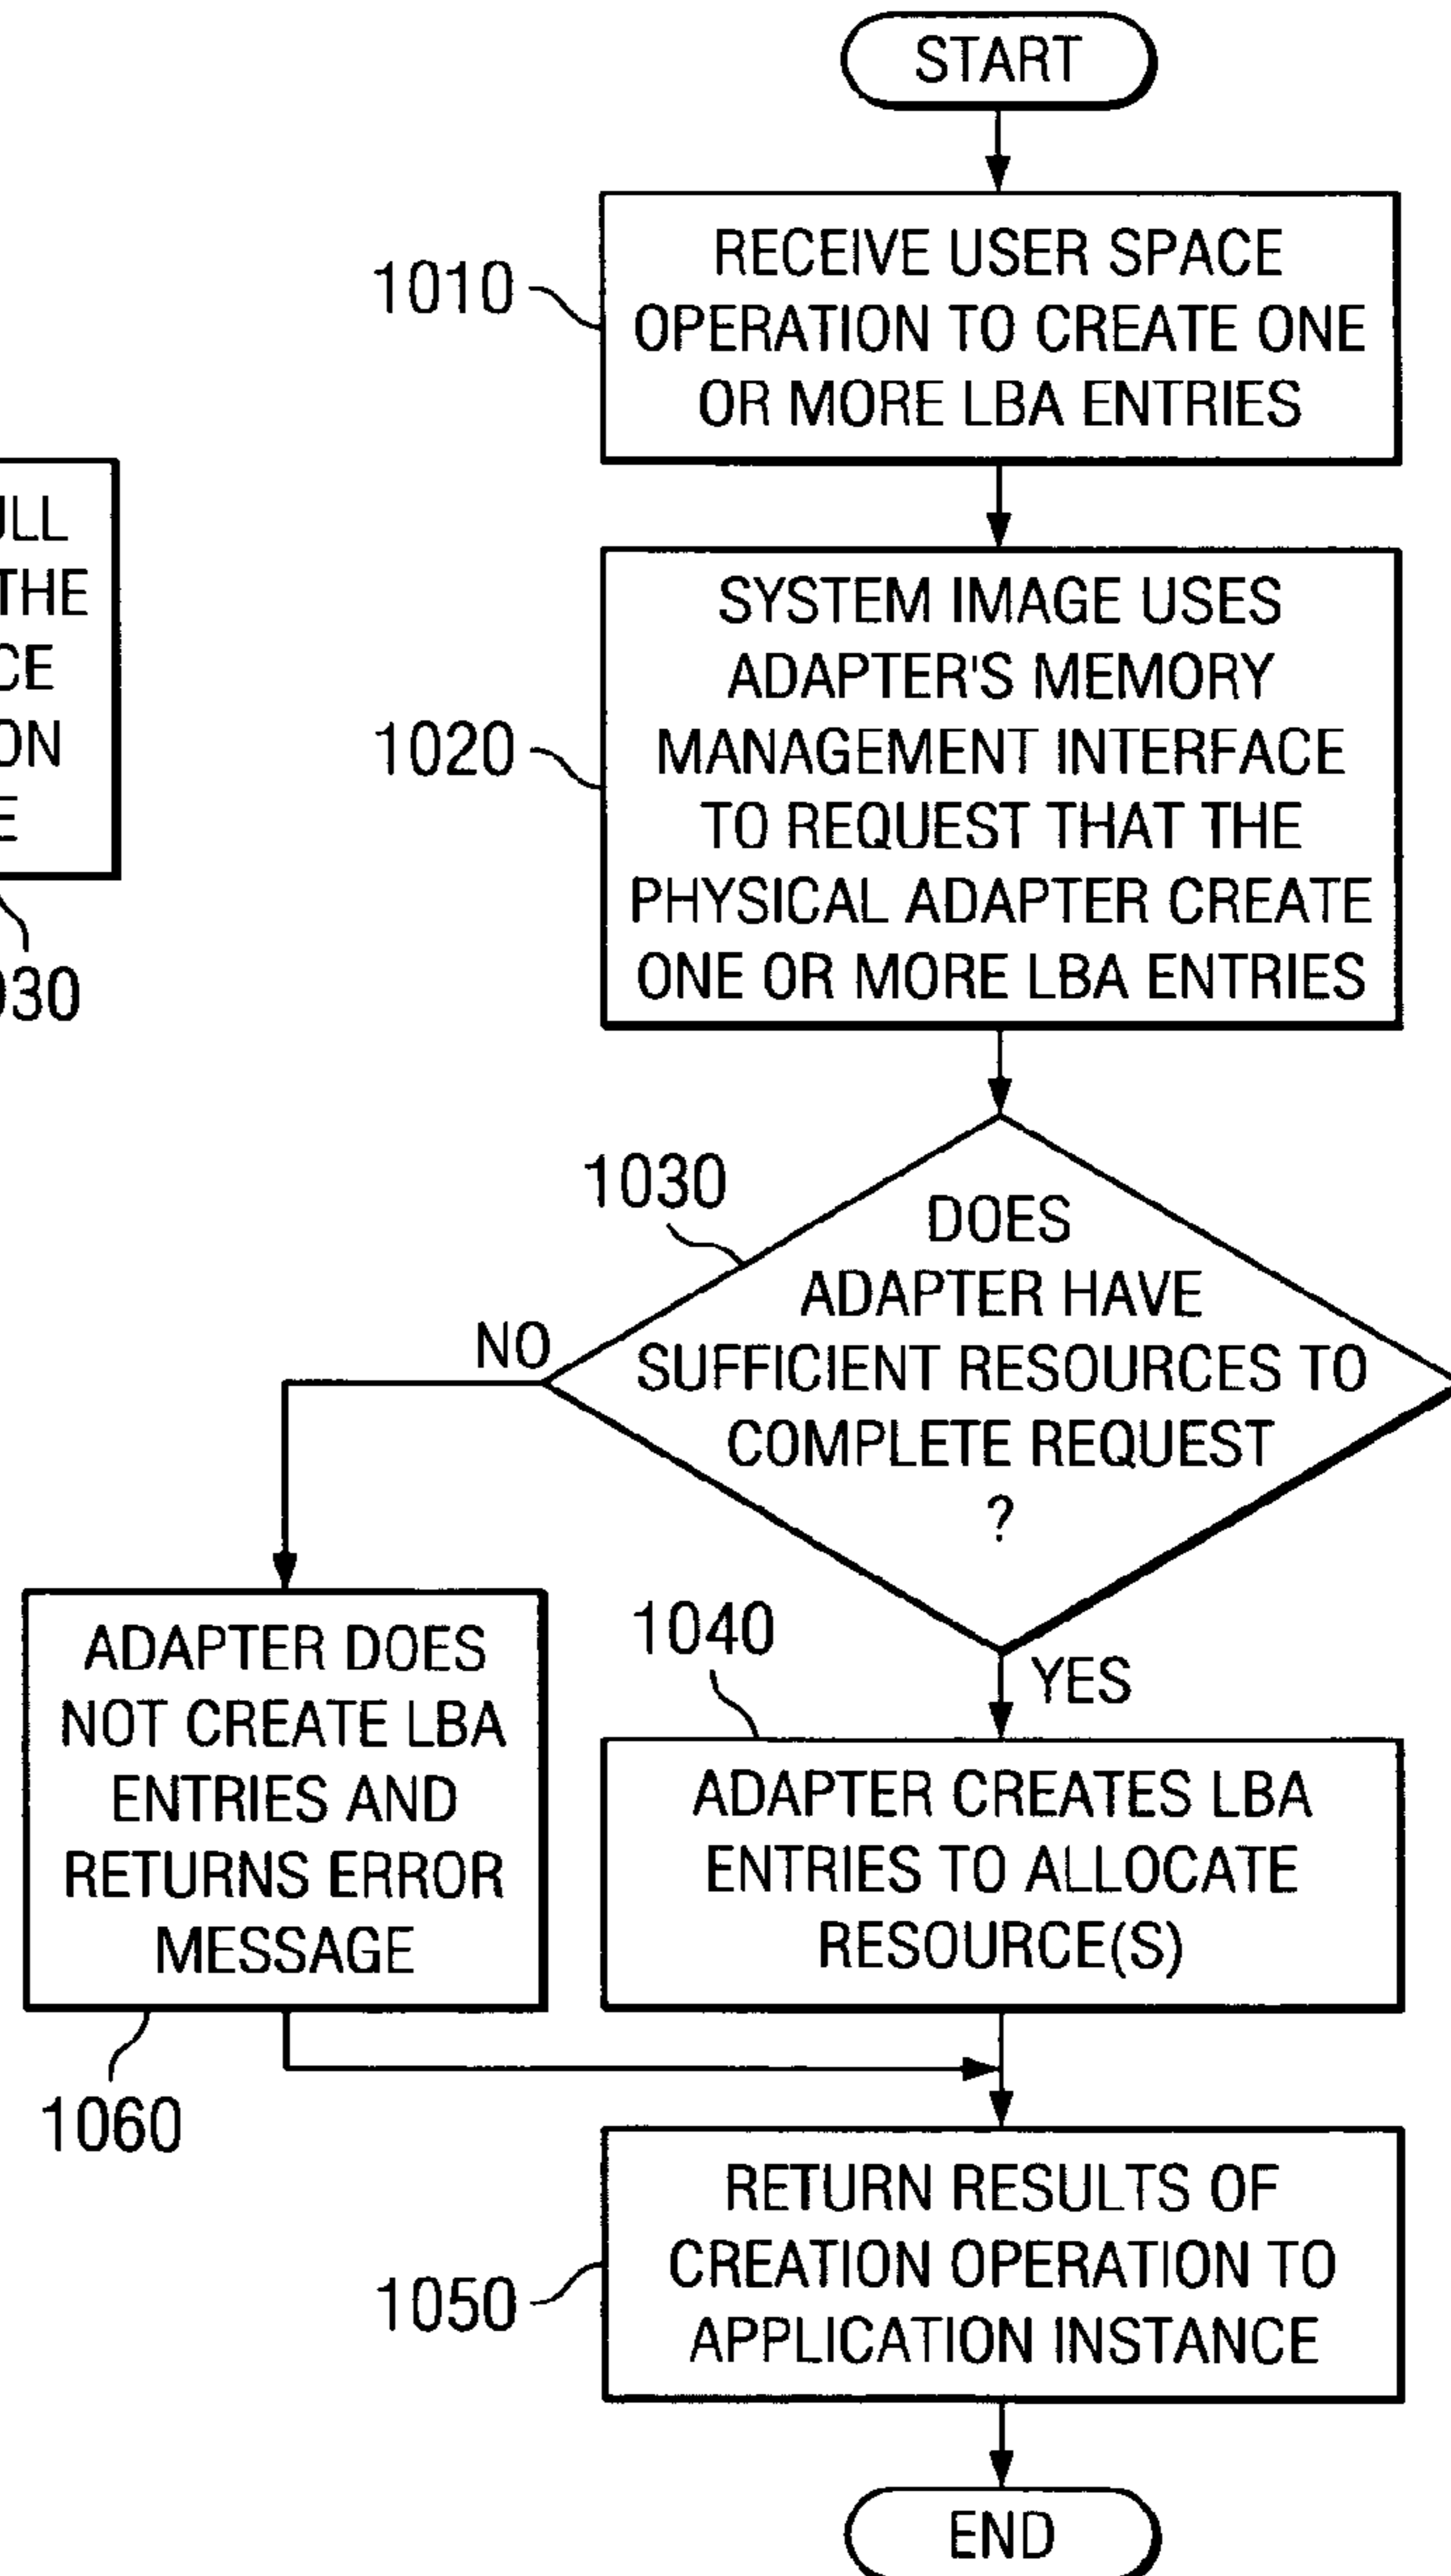 START
1010
RECEIVE USER SPACE
OPERATION TO CREATE ONE
OR MORE LBA ENTRIES
THE
ON
1020
SYSTEM IMAGE USES
ADAPTER'S MEMORY
MANAGEMENT INTERFACE
TO REQUEST THAT THE
PHYSICAL ADAPTER CREATE
ONE OR MORE LBA ENTRIES
1030
DOES
ADAPTER HAVE
SUFFICIENT RESOURCES TO
COMPLETE REQUEST
?
NO
YES
ADAPTER DOES
NOT CREATE LBA
ENTRIES AND
RETURNS ERROR
MESSAGE
1060
1040
ADAPTER CREATES LBA
ENTRIES TO ALLOCATE
RESOURCE(S)
1050
RETURN RESULTS OF
CREATION OPERATION TO
APPLICATION INSTANCE
END